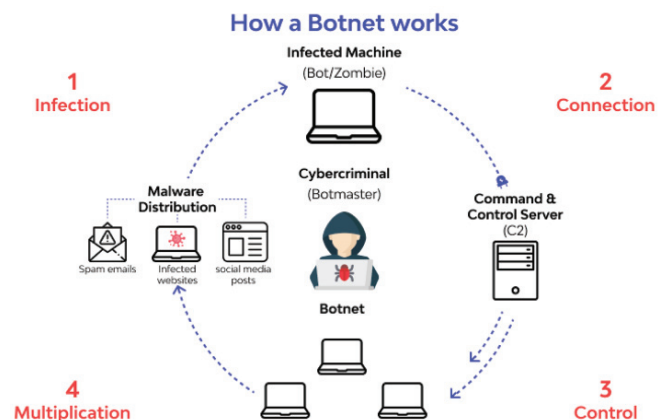 How a Botnet works
Infected Machine
(Bot/Zombie)
1
Infection
2
Connection
Cybercriminal
(Botmaster)
Malware
Distribution
Command &
Control Server
(C2)
Spam emails
Infected
websites
social media
posts
Botnet
4
Multiplication
3
Control